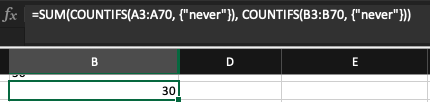 fx =SUM(COUNTIFS(A3:A70, {"never"}), COUNTIFS(B3:B70, {"never"}))
B D E
30